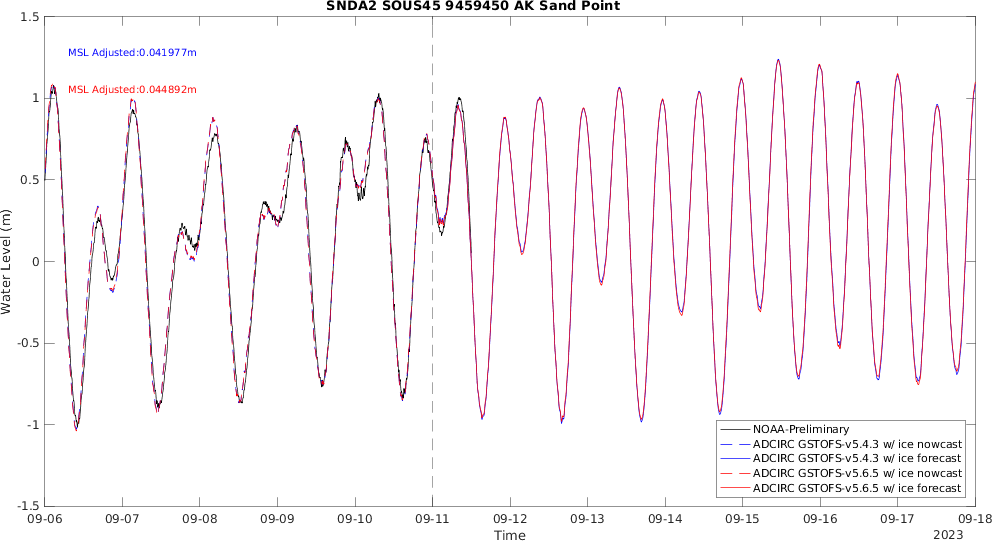 SNDA2 SOUS45 9459450 AK Sand Point
1.5
MSL Adjusted:0.041977m
MSL Adjusted:0.044892m
1
0.5
0
-0.5
-1
-1.5
Water Level (m)
NOAA-Preliminary
ADCIRC GSTOFS-v5.4.3 w/ ice nowcast
ADCIRC GSTOFS-v5.4.3 w/ ice forecast
ADCIRC GSTOFS-v5.6.5 w/ ice nowcast
ADCIRC GSTOFS-v5.6.5 w/ ice forecast
09-06 09-07 09-08 09-09 09-10 09-11 09-12 09-13 09-14 09-15 09-16 09-17 09-18
Time
2023